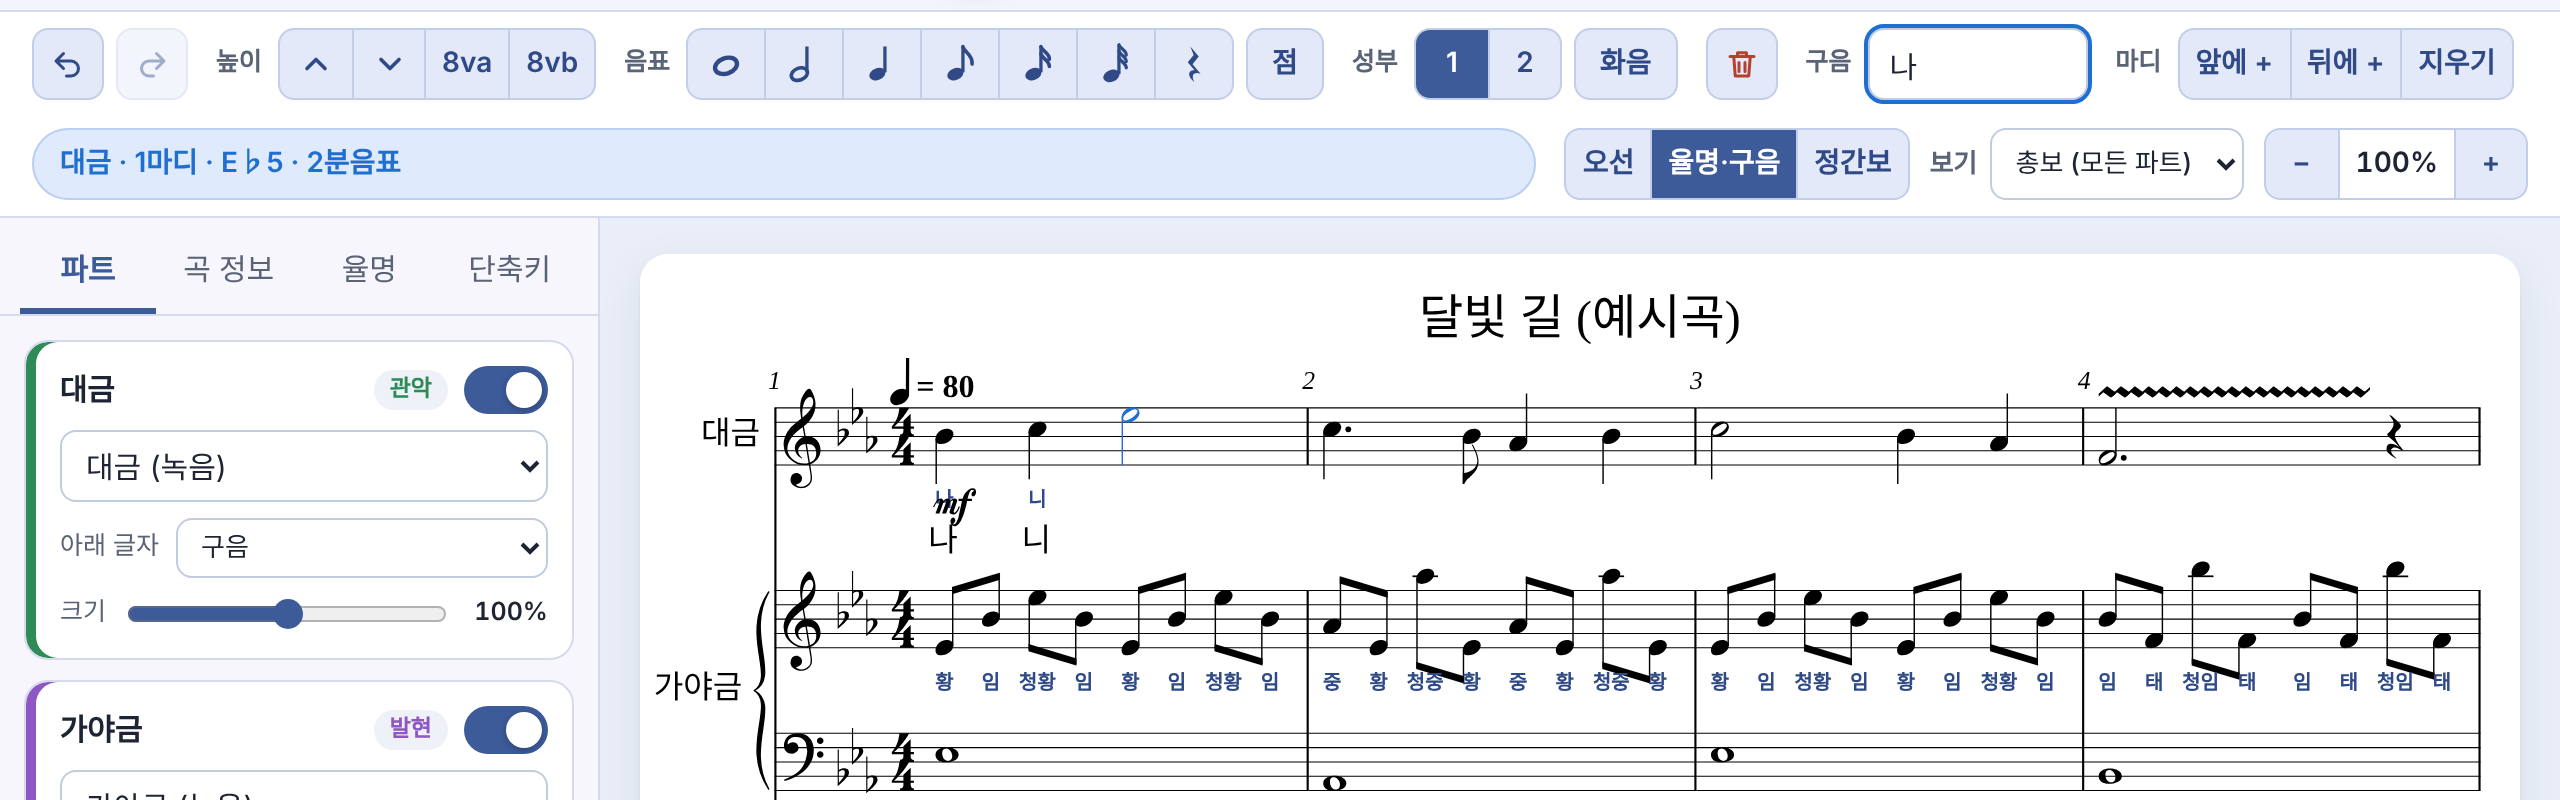 높이 8va 8vb 음표 점 성부 1 2 화음 구음 나 마디 앞에 + 뒤에 + 지우기
대금 · 1마디 · E♭5 · 2분음표 오선 율명·구음 정간보 보기 총보 (모든 파트) − 100% +
파트 곡 정보 율명 단축키
대금 관악
대금 (녹음)
아래 글자 구음
크기 100%
가야금 발현
달빛 길 (예시곡)
= 80
1 2 3 4
대금
나 니
mf
나 니
가야금
황 임 청황 임 황 임 청황 임 중 황 청중 황 중 황 청중 황 황 임 청황 임 황 임 청황 임 임 태 청임 태 임 태 청임 태